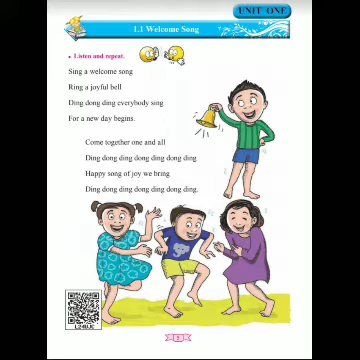 UNIT ONE
1.1 Welcome Song
Listen and repeat.
Sing a welcome song
Ring a joyful bell
Ding dong ding everybody sing
For a new day begins.
Come together one and all
Ding dong ding dong ding dong ding
Happy song of joy we bring
Ding dong ding dong ding dong ding.
L24UJC